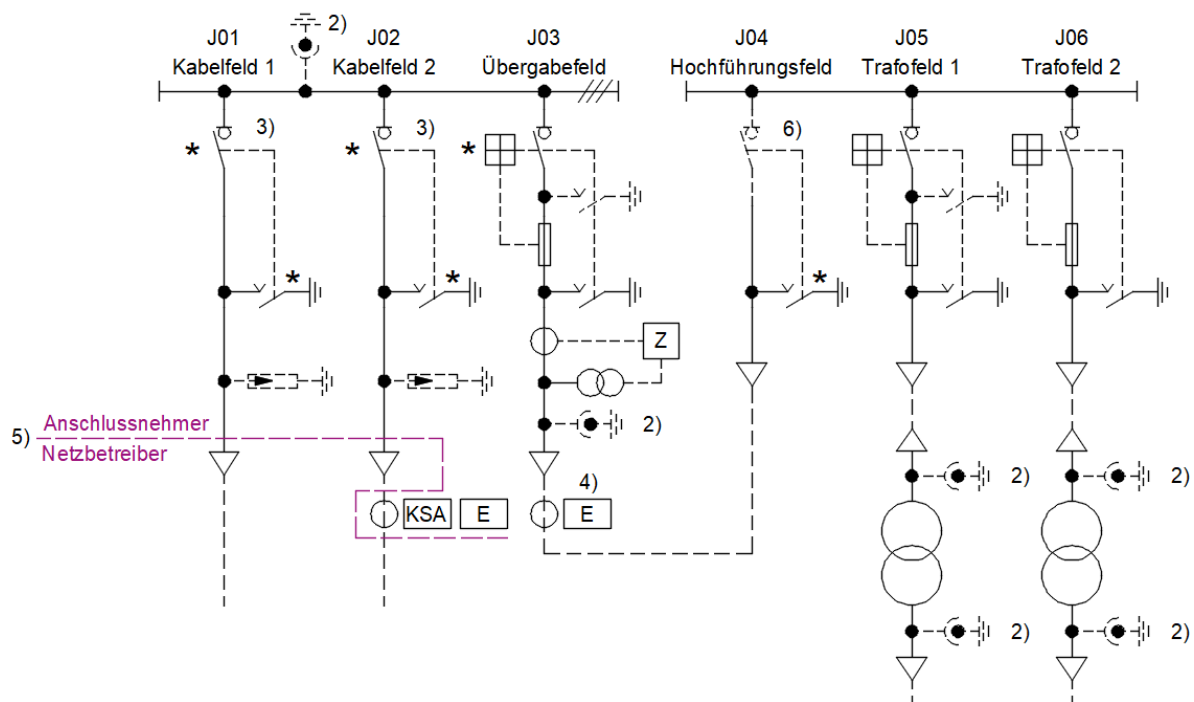 2)
J01 J02 J03 J04 J05 J06
Kabelfeld 1 Kabelfeld 2 Übergabefeld Hochführungsfeld Trafofeld 1 Trafofeld 2
3) 3) 6)
* * * 
* * *
Z
2)
5) Anschlussnehmer
Netzbetreiber
4)
2) 2)
KSA E E
2) 2)